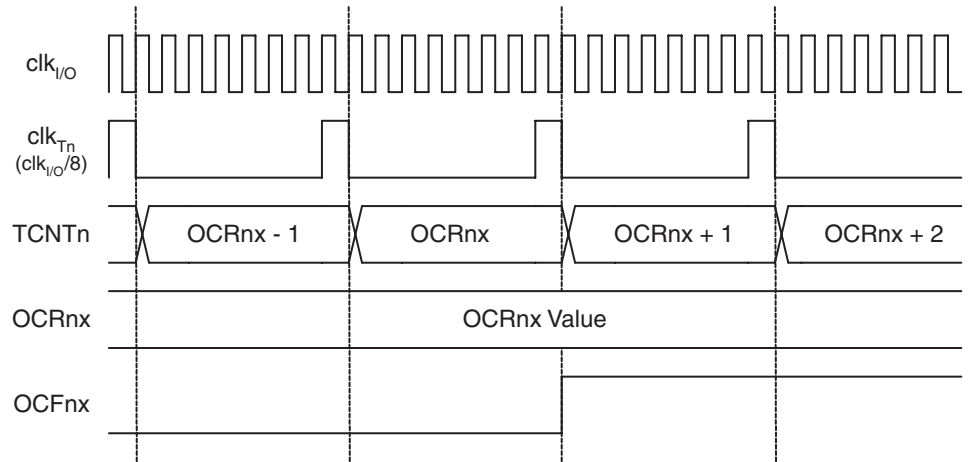 clkI/O
clkTn
(clkI/O/8)
TCNTn OCRnx - 1 OCRnx OCRnx + 1 OCRnx + 2
OCRnx OCRnx Value
OCFnx